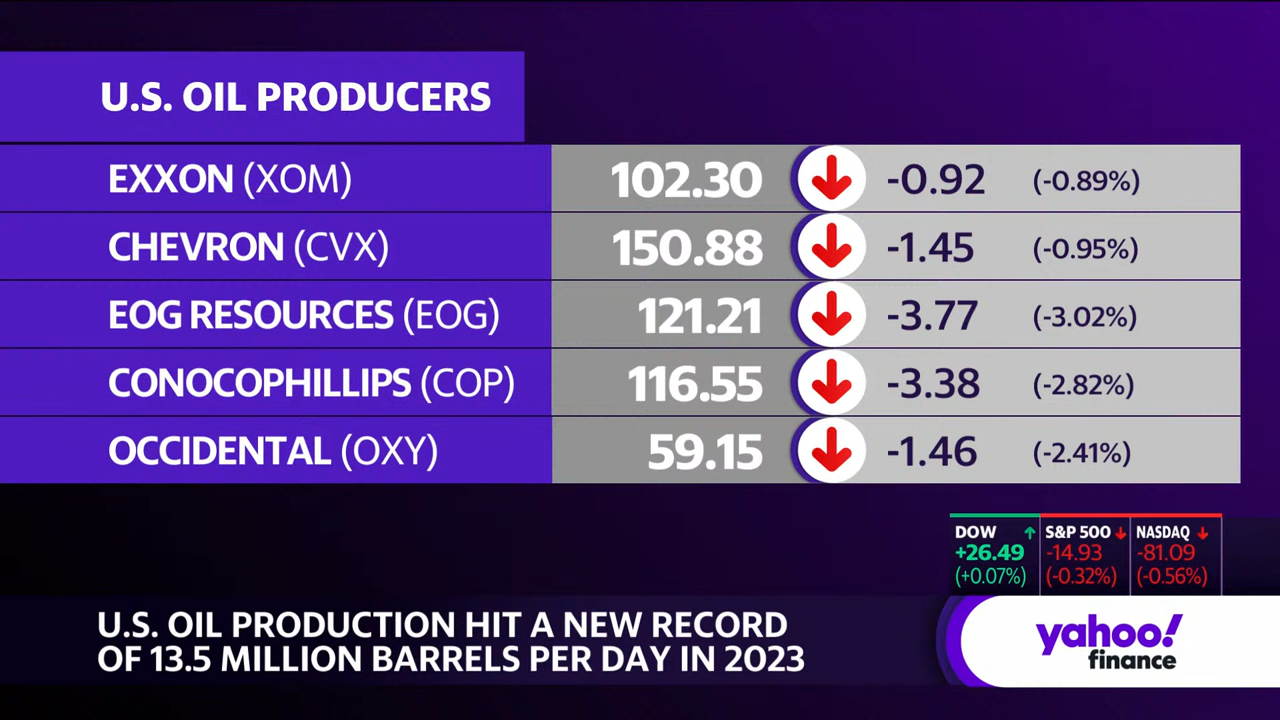 U.S. OIL PRODUCERS
EXXON (XOM) 102.30 -0.92 (-0.89%)
CHEVRON (CVX) 150.88 -1.45 (-0.95%)
EOG RESOURCES (EOG) 121.21 -3.77 (-3.02%)
CONOCOPHILLIPS (COP) 116.55 -3.38 (-2.82%)
OCCIDENTAL (OXY) 59.15 -1.46 (-2.41%)
DOW S&P 500 NASDAQ
+26.49 -14.93 -81.09
(+0.07%) (-0.32%) (-0.56%)
U.S. OIL PRODUCTION HIT A NEW RECORD
OF 13.5 MILLION BARRELS PER DAY IN 2023
yahoo!
finance